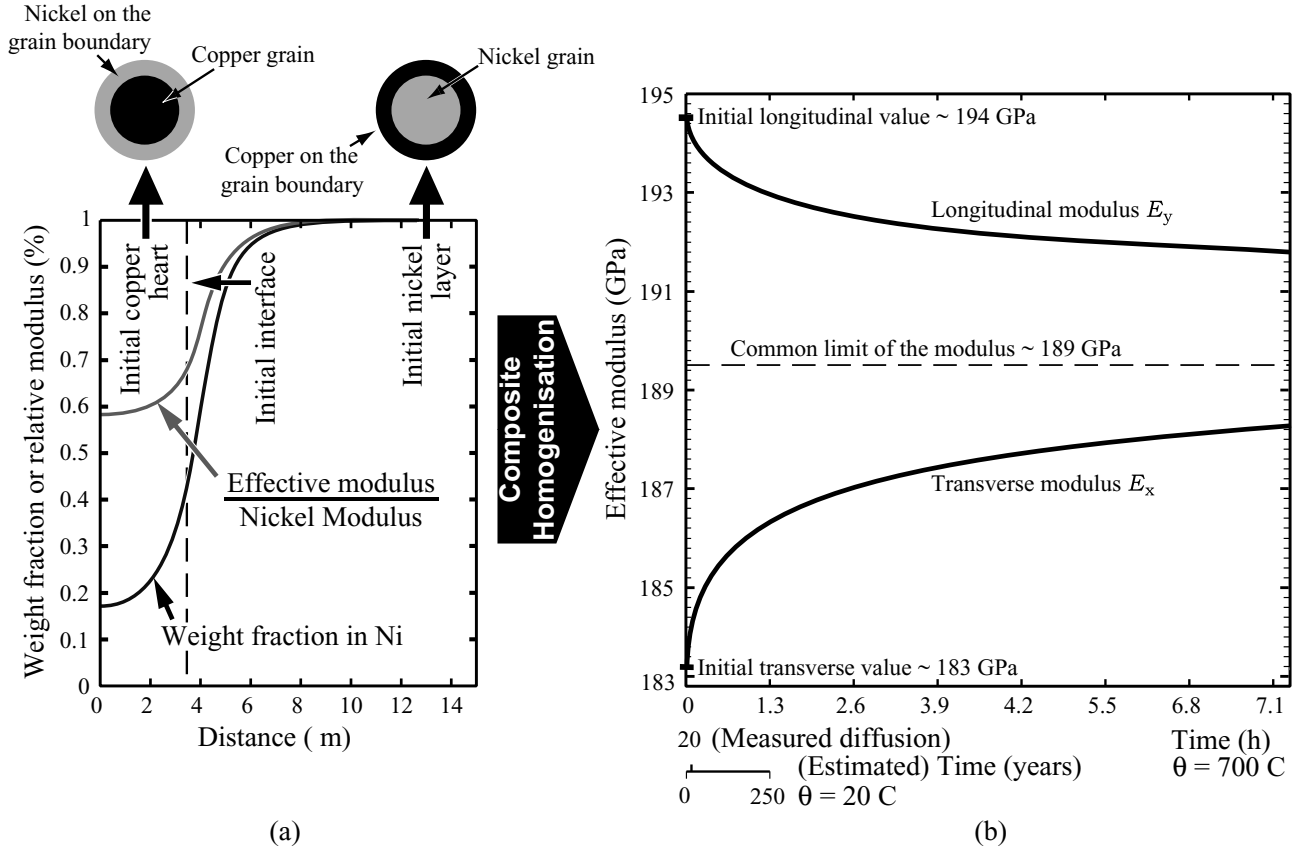 Nickel on the
grain boundary
Copper grain
Nickel grain
Copper on the
grain boundary
Weight fraction or relative modulus (%)
1
0.9
0.8
0.7
0.6
0.5
0.4
0.3
0.2
0.1
0
Initial copper
heart
Initial interface
Initial nickel
layer
Effective modulus
Nickel Modulus
Weight fraction in Ni
0 2 4 6 8 10 12 14
Distance ( m)
(a)
Composite
Homogenisation
Effective modulus (GPa)
195
193
191
189
187
185
183
Initial longitudinal value ~ 194 GPa
Longitudinal modulus Ey
Common limit of the modulus ~ 189 GPa
Transverse modulus Ex
Initial transverse value ~ 183 GPa
0 1.3 2.6 3.9 4.2 5.5 6.8 7.1
20 (Measured diffusion) Time (h)
θ = 700 C
(Estimated) Time (years)
0 250 θ = 20 C
(b)